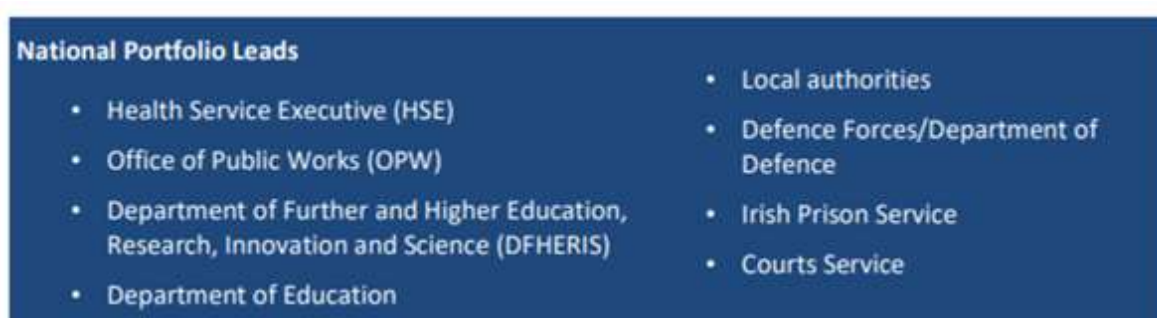 National Portfolio Leads
• Health Service Executive (HSE)
• Office of Public Works (OPW)
• Department of Further and Higher Education,
Research, Innovation and Science (DFHERIS)
• Department of Education
• Local authorities
• Defence Forces/Department of
Defence
• Irish Prison Service
• Courts Service